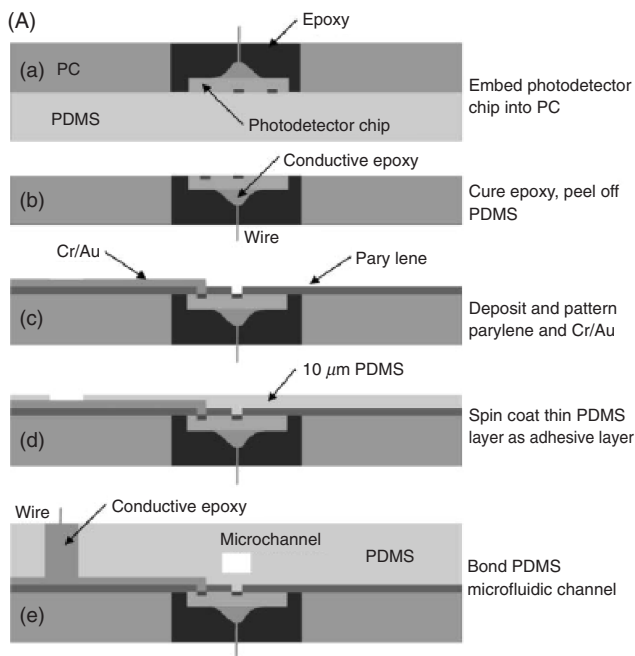 (A)
Epoxy
PC
(a)
Embed photodetector
chip into PC
PDMS
Photodetector chip
Conductive epoxy
(b)
Cure epoxy, peel off
PDMS
Wire
Cr/Au
Pary lene
(c)
Deposit and pattern
parylene and Cr/Au
10 μm PDMS
(d)
Spin coat thin PDMS
layer as adhesive layer
Conductive epoxy
Wire
Microchannel
PDMS
Bond PDMS
microfluidic channel
(e)